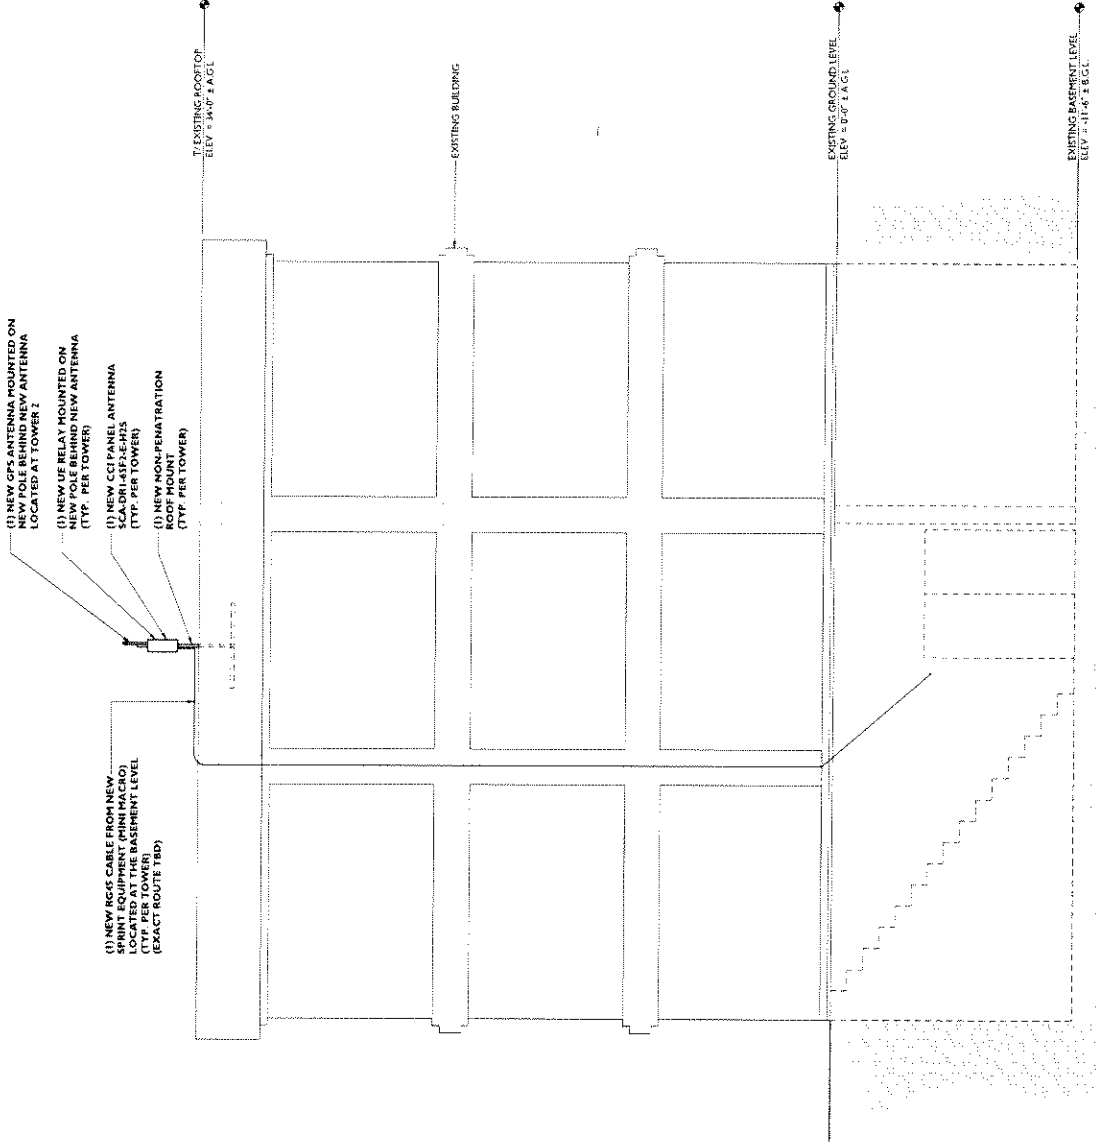 (1) NEW GPS ANTENNA MOUNTED ON
NEW POLE BEHIND NEW ANTENNA
LOCATED AT TOWER 2
(1) NEW UE RELAY MOUNTED ON
NEW POLE BEHIND NEW ANTENNA
(TYP. PER TOWER)
(1) NEW CCI PANEL ANTENNA
SCA-DR1-65F2-E-H2S
(TYP. PER TOWER)
(1) NEW NON-PENATRATION
ROOF MOUNT
(TYP. PER TOWER)
(1) NEW RG45 CABLE FROM NEW
SPRINT EQUIPMENT (MINI MACRO)
LOCATED AT THE BASEMENT LEVEL
(TYP. PER TOWER)
(EXACT ROUTE TBD)
T/ EXISTING ROOFTOP
ELEV = 34'-0" ± A.G.L.
EXISTING BUILDING
EXISTING GROUND LEVEL
ELEV = 0'-0" ± A.G.L.
EXISTING BASEMENT LEVEL
ELEV = -11'-6" ± B.G.L.